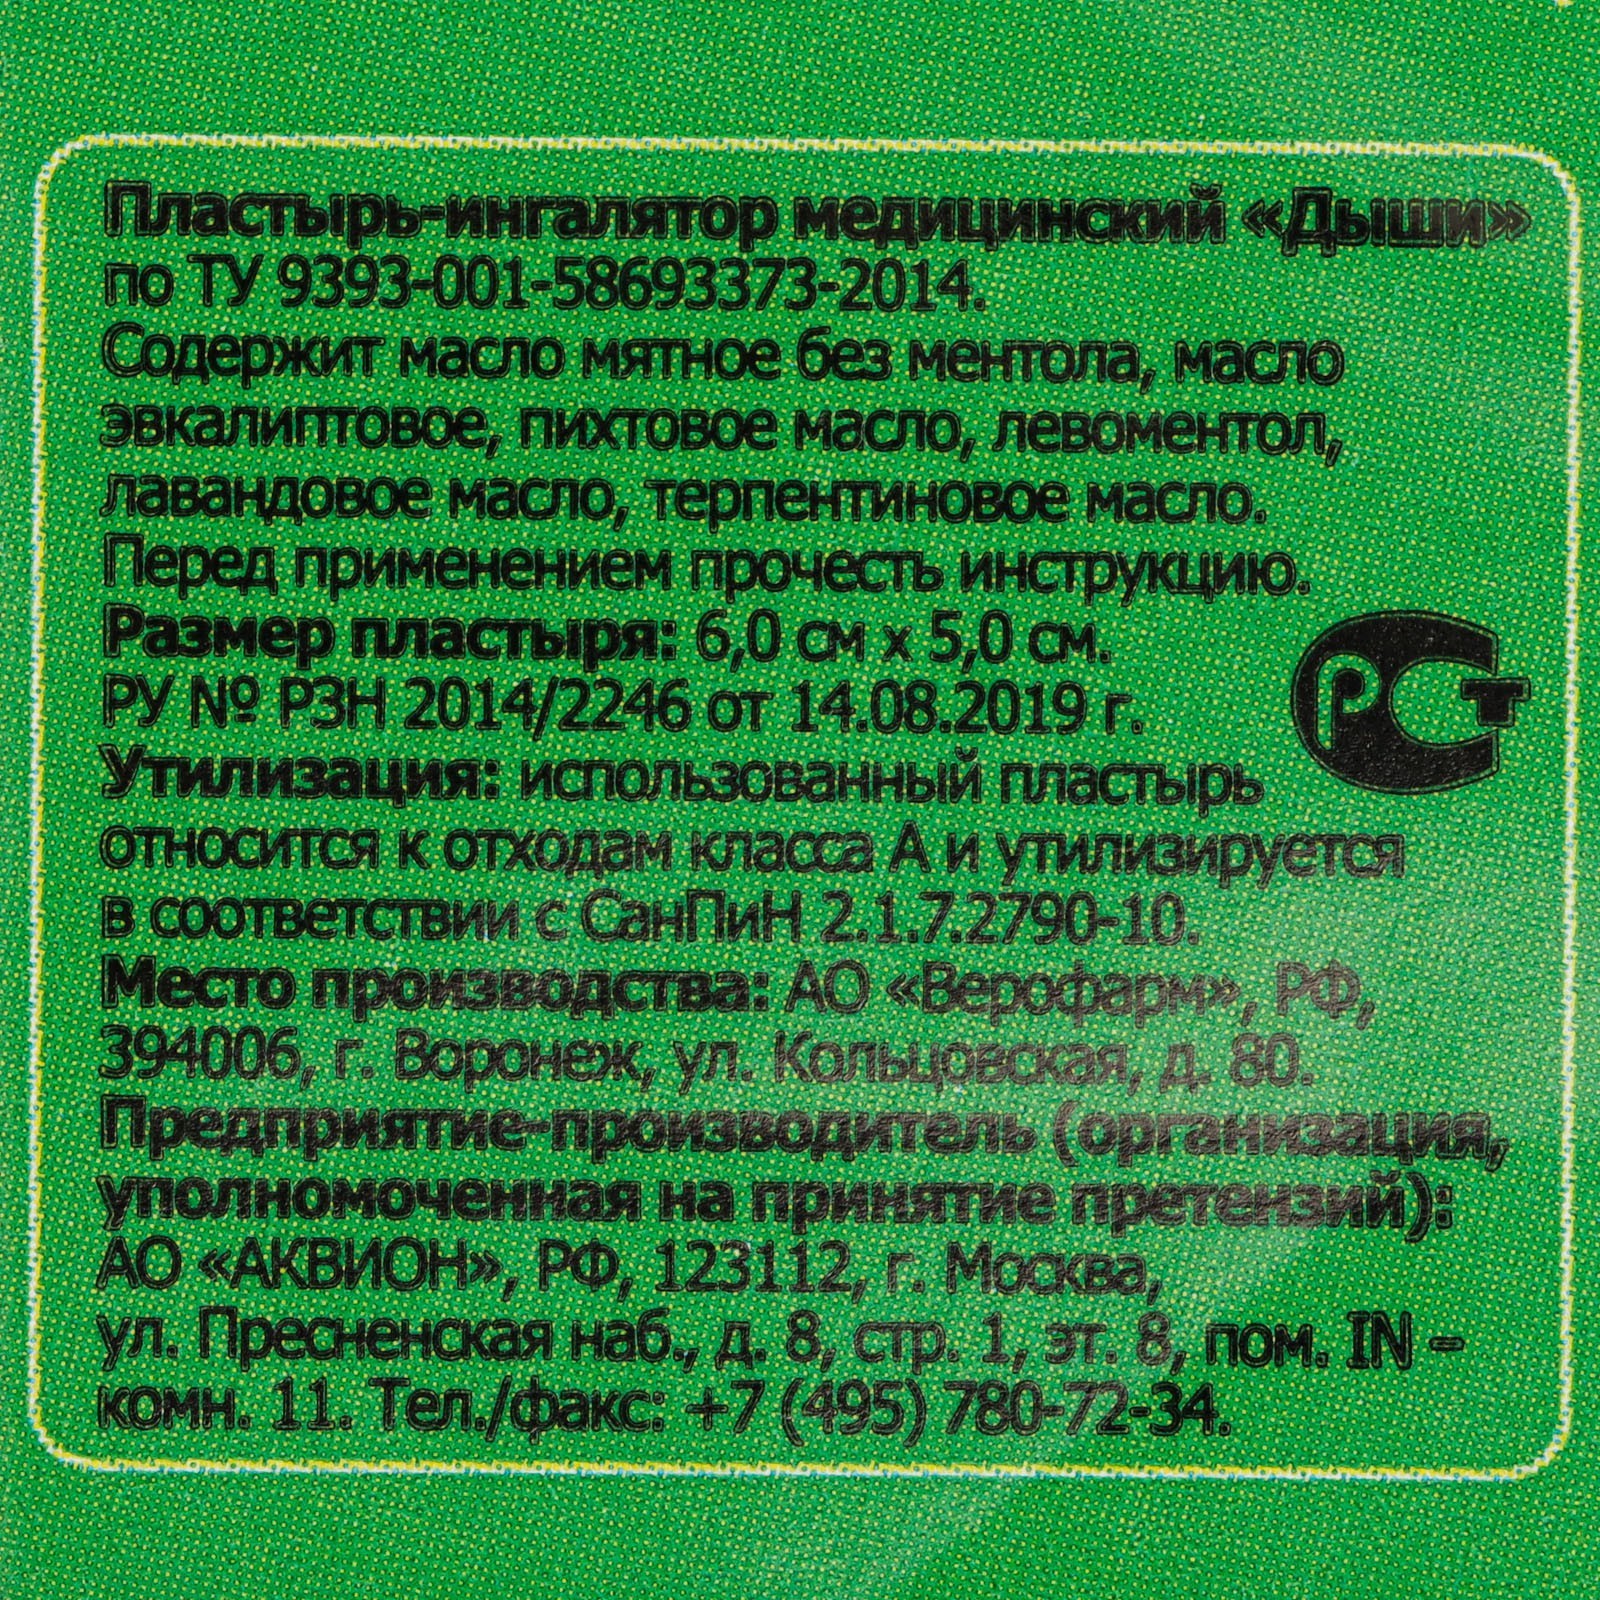 Пластырь-ингалятор медицинский «Дыши»
по ТУ 9393-001-58693373-2014.
Содержит масло мятное без ментола, масло
эвкалиптовое, пихтовое масло, левоментол,
лавандовое масло, терпентиновое масло.
Перед применением прочесть инструкцию.
Размер пластыря: 6,0 см х 5,0 см.
РУ № РЗН 2014/2246 от 14.08.2019 г.
РСТ
Утилизация: использованный пластырь
относится к отходам класса А и утилизируется
в соответствии с СанПиН 2.1.7.2790-10.
Место производства: АО «Верофарм», РФ,
394006, г. Воронеж, ул. Кольцовская, д. 80.
Предприятие-производитель (организация,
уполномоченная на принятие претензий):
АО «АКВИОН», РФ, 123112, г. Москва,
ул. Пресненская наб., д. 8, стр. 1, эт. 8, пом. IN –
комн. 11. Тел./факс: +7 (495) 780-72-34.